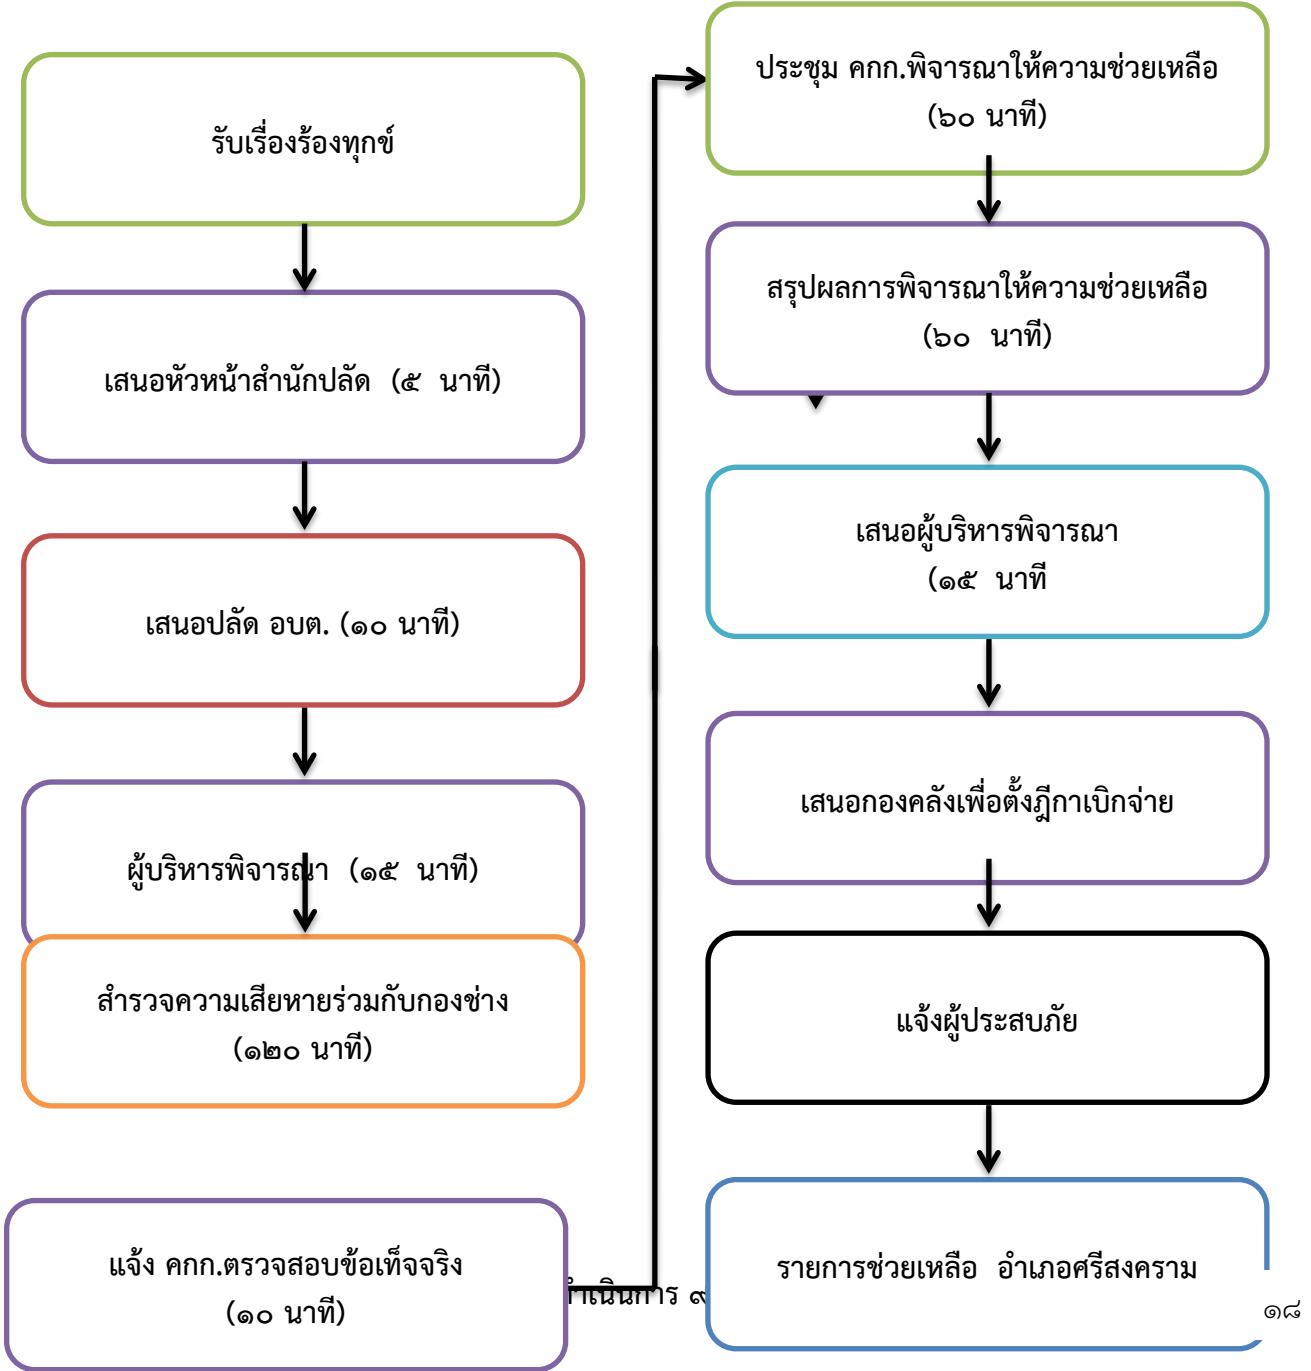 รับเรื่องร้องทุกข์
เสนอหัวหน้าสำนักปลัด (๕ นาที)
เสนอปลัด อบต. (๑๐ นาที)
ผู้บริหารพิจารณา (๑๕ นาที)
สำรวจความเสียหายร่วมกับกองช่าง
(๑๒๐ นาที)
แจ้ง คกก.ตรวจสอบข้อเท็จจริง
(๑๐ นาที)
ประชุม คกก.พิจารณาให้ความช่วยเหลือ
(๖๐ นาที)
สรุปผลการพิจารณาให้ความช่วยเหลือ
(๖๐ นาที)
เสนอผู้บริหารพิจารณา
(๑๕ นาที
เสนอกองคลังเพื่อตั้งฎีกาเบิกจ่าย
แจ้งผู้ประสบภัย
รายการช่วยเหลือ อำเภอศรีสงคราม
๑๘